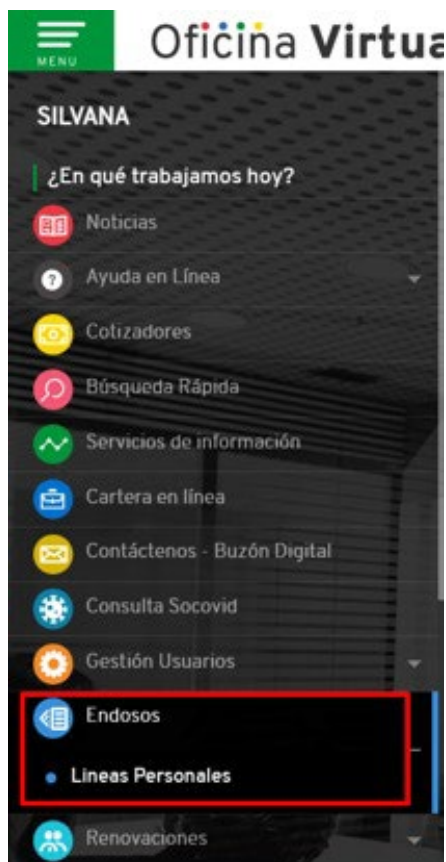 MENU
Oficina Virtua
SILVANA
¿En qué trabajamos hoy?
Noticias
? Ayuda en Línea
Cotizadores
Búsqueda Rápida
Servicios de información
Cartera en línea
Contáctenos - Buzón Digital
Consulta Socovid
Gestión Usuarios
Endosos
Lineas Personales
Renovaciones